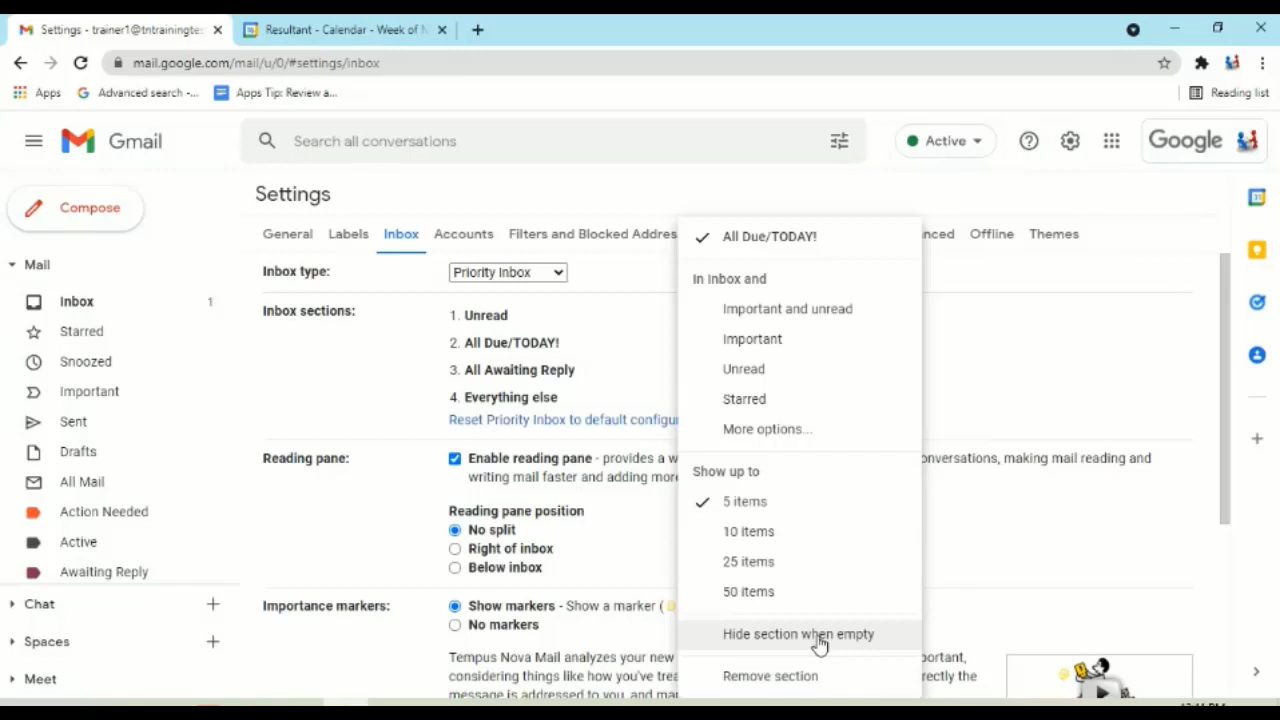 Settings - trainer1@tntrainingte
Resultant - Calendar - Week of N
mail.google.com/mail/u/0/#settings/inbox
Apps
Advanced search -...
Apps Tip: Review a...
Reading list
Gmail
Search all conversations
Active
Google
Compose
Settings
General
Labels
Inbox
Accounts
Filters and Blocked Addres
nced
Offline
Themes
Mail
Inbox
1
Starred
Snoozed
Important
Sent
Drafts
All Mail
Action Needed
Active
Awaiting Reply
Chat
Spaces
Meet
Inbox type:
Priority Inbox
Inbox sections:
1. Unread
2. All Due/TODAY!
3. All Awaiting Reply
4. Everything else
Reset Priority Inbox to default configu
Reading pane:
Enable reading pane - provides a w
onversations, making mail reading and
writing mail faster and adding more
Reading pane position
No split
Right of inbox
Below inbox
Importance markers:
Show markers - Show a marker (
No markers
Tempus Nova Mail analyzes your new
portant,
considering things like how you've trea
rectly the
message is addressed to you, and ma
All Due/TODAY!
In Inbox and
Important and unread
Important
Unread
Starred
More options...
Show up to
5 items
10 items
25 items
50 items
Hide section when empty
Remove section